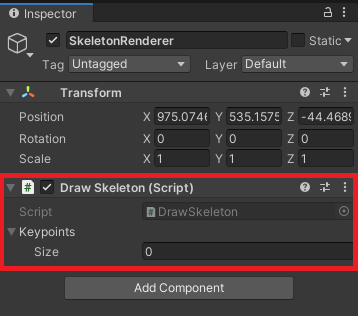 Inspector
SkeletonRenderer Static
Tag Untagged Layer Default
Transform
Position X 975.0746 Y 535.1575 Z -44.4689
Rotation X 0 Y 0 Z 0
Scale X 1 Y 1 Z 1
# Draw Skeleton (Script)
Script # DrawSkeleton
Keypoints
Size 0
Add Component